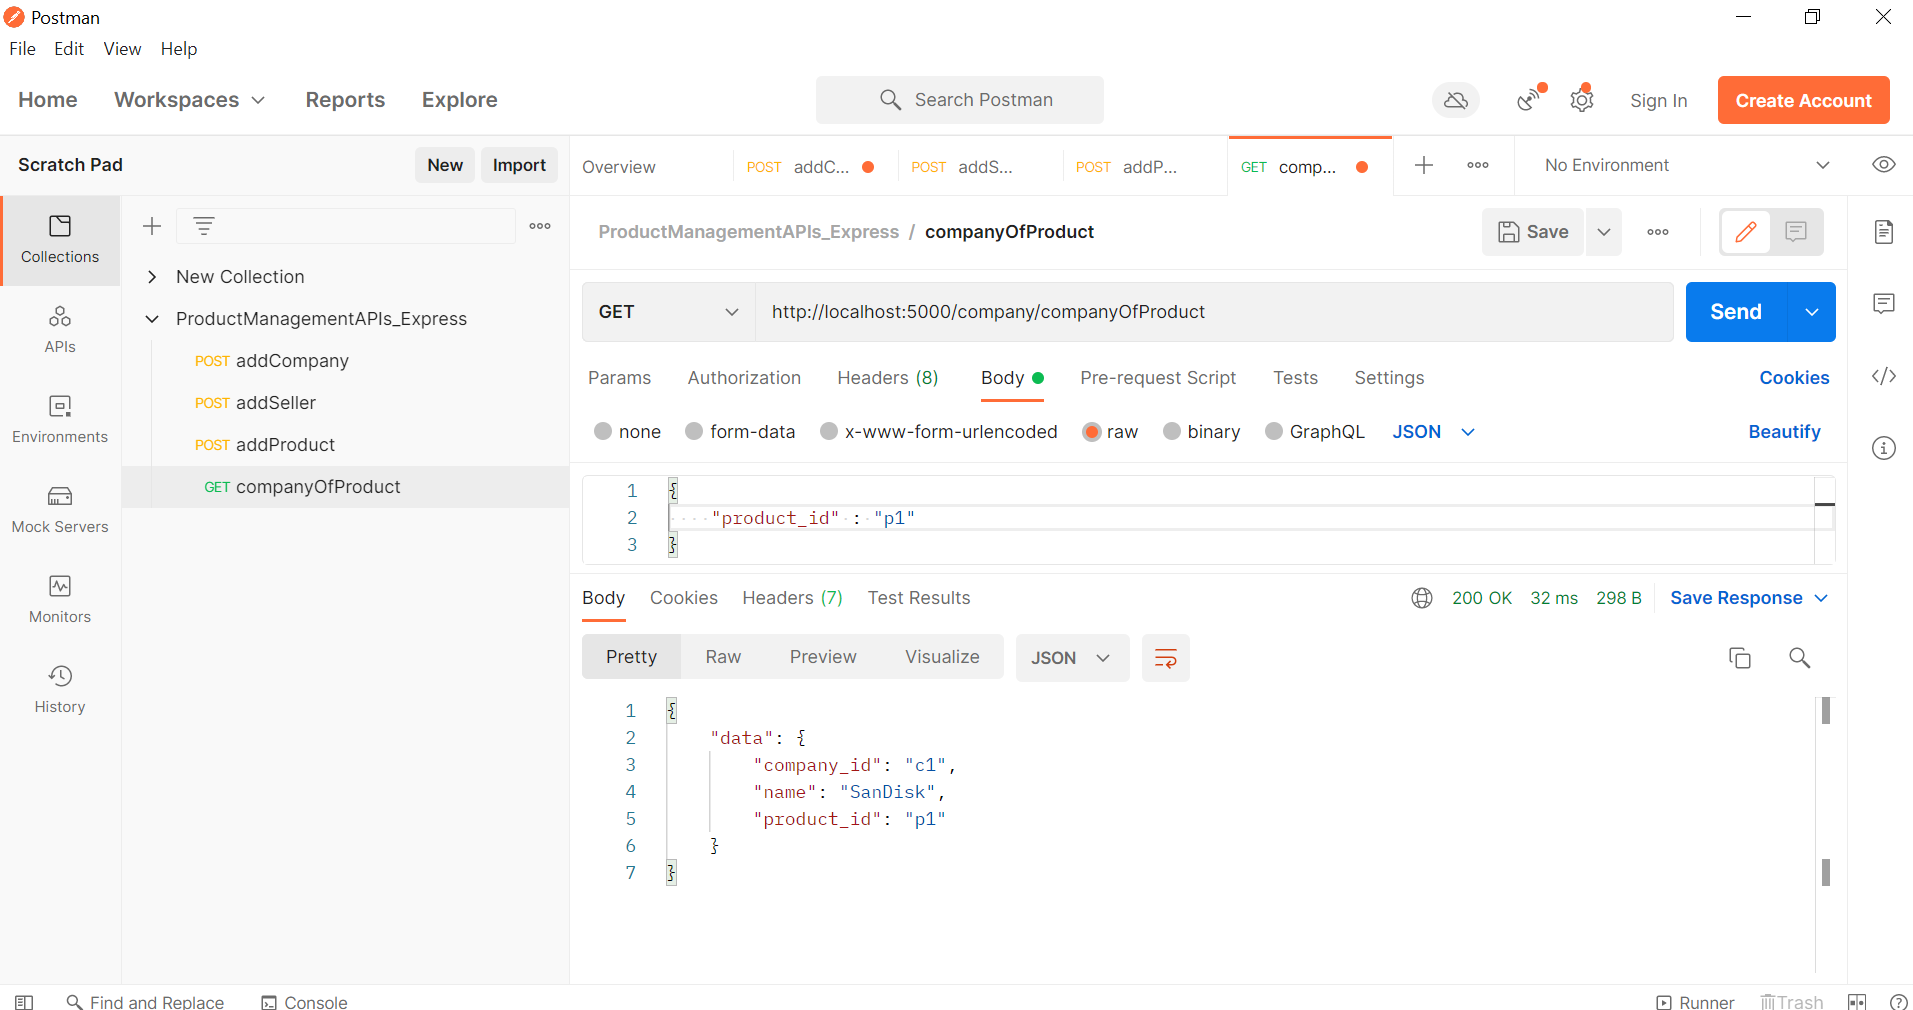 Postman
File Edit View Help
Home Workspaces Reports Explore Search Postman Sign In Create Account
Scratch Pad New Import Overview POST addC... POST addS... POST addP... GET comp... No Environment
Collections
APIs
Environments
Mock Servers
Monitors
History
New Collection
ProductManagementAPIs_Express
POST addCompany
POST addSeller
POST addProduct
GET companyOfProduct
ProductManagementAPIs_Express / companyOfProduct Save
GET http://localhost:5000/company/companyOfProduct Send
Params Authorization Headers (8) Body Pre-request Script Tests Settings Cookies
none form-data x-www-form-urlencoded raw binary GraphQL JSON Beautify
1 {
2 "product_id" : "p1"
3 }
Body Cookies Headers (7) Test Results 200 OK 32 ms 298 B Save Response
Pretty Raw Preview Visualize JSON
1 {
2 "data": {
3 "company_id": "c1",
4 "name": "SanDisk",
5 "product_id": "p1"
6 }
7 }
Find and Replace Console Runner Trash